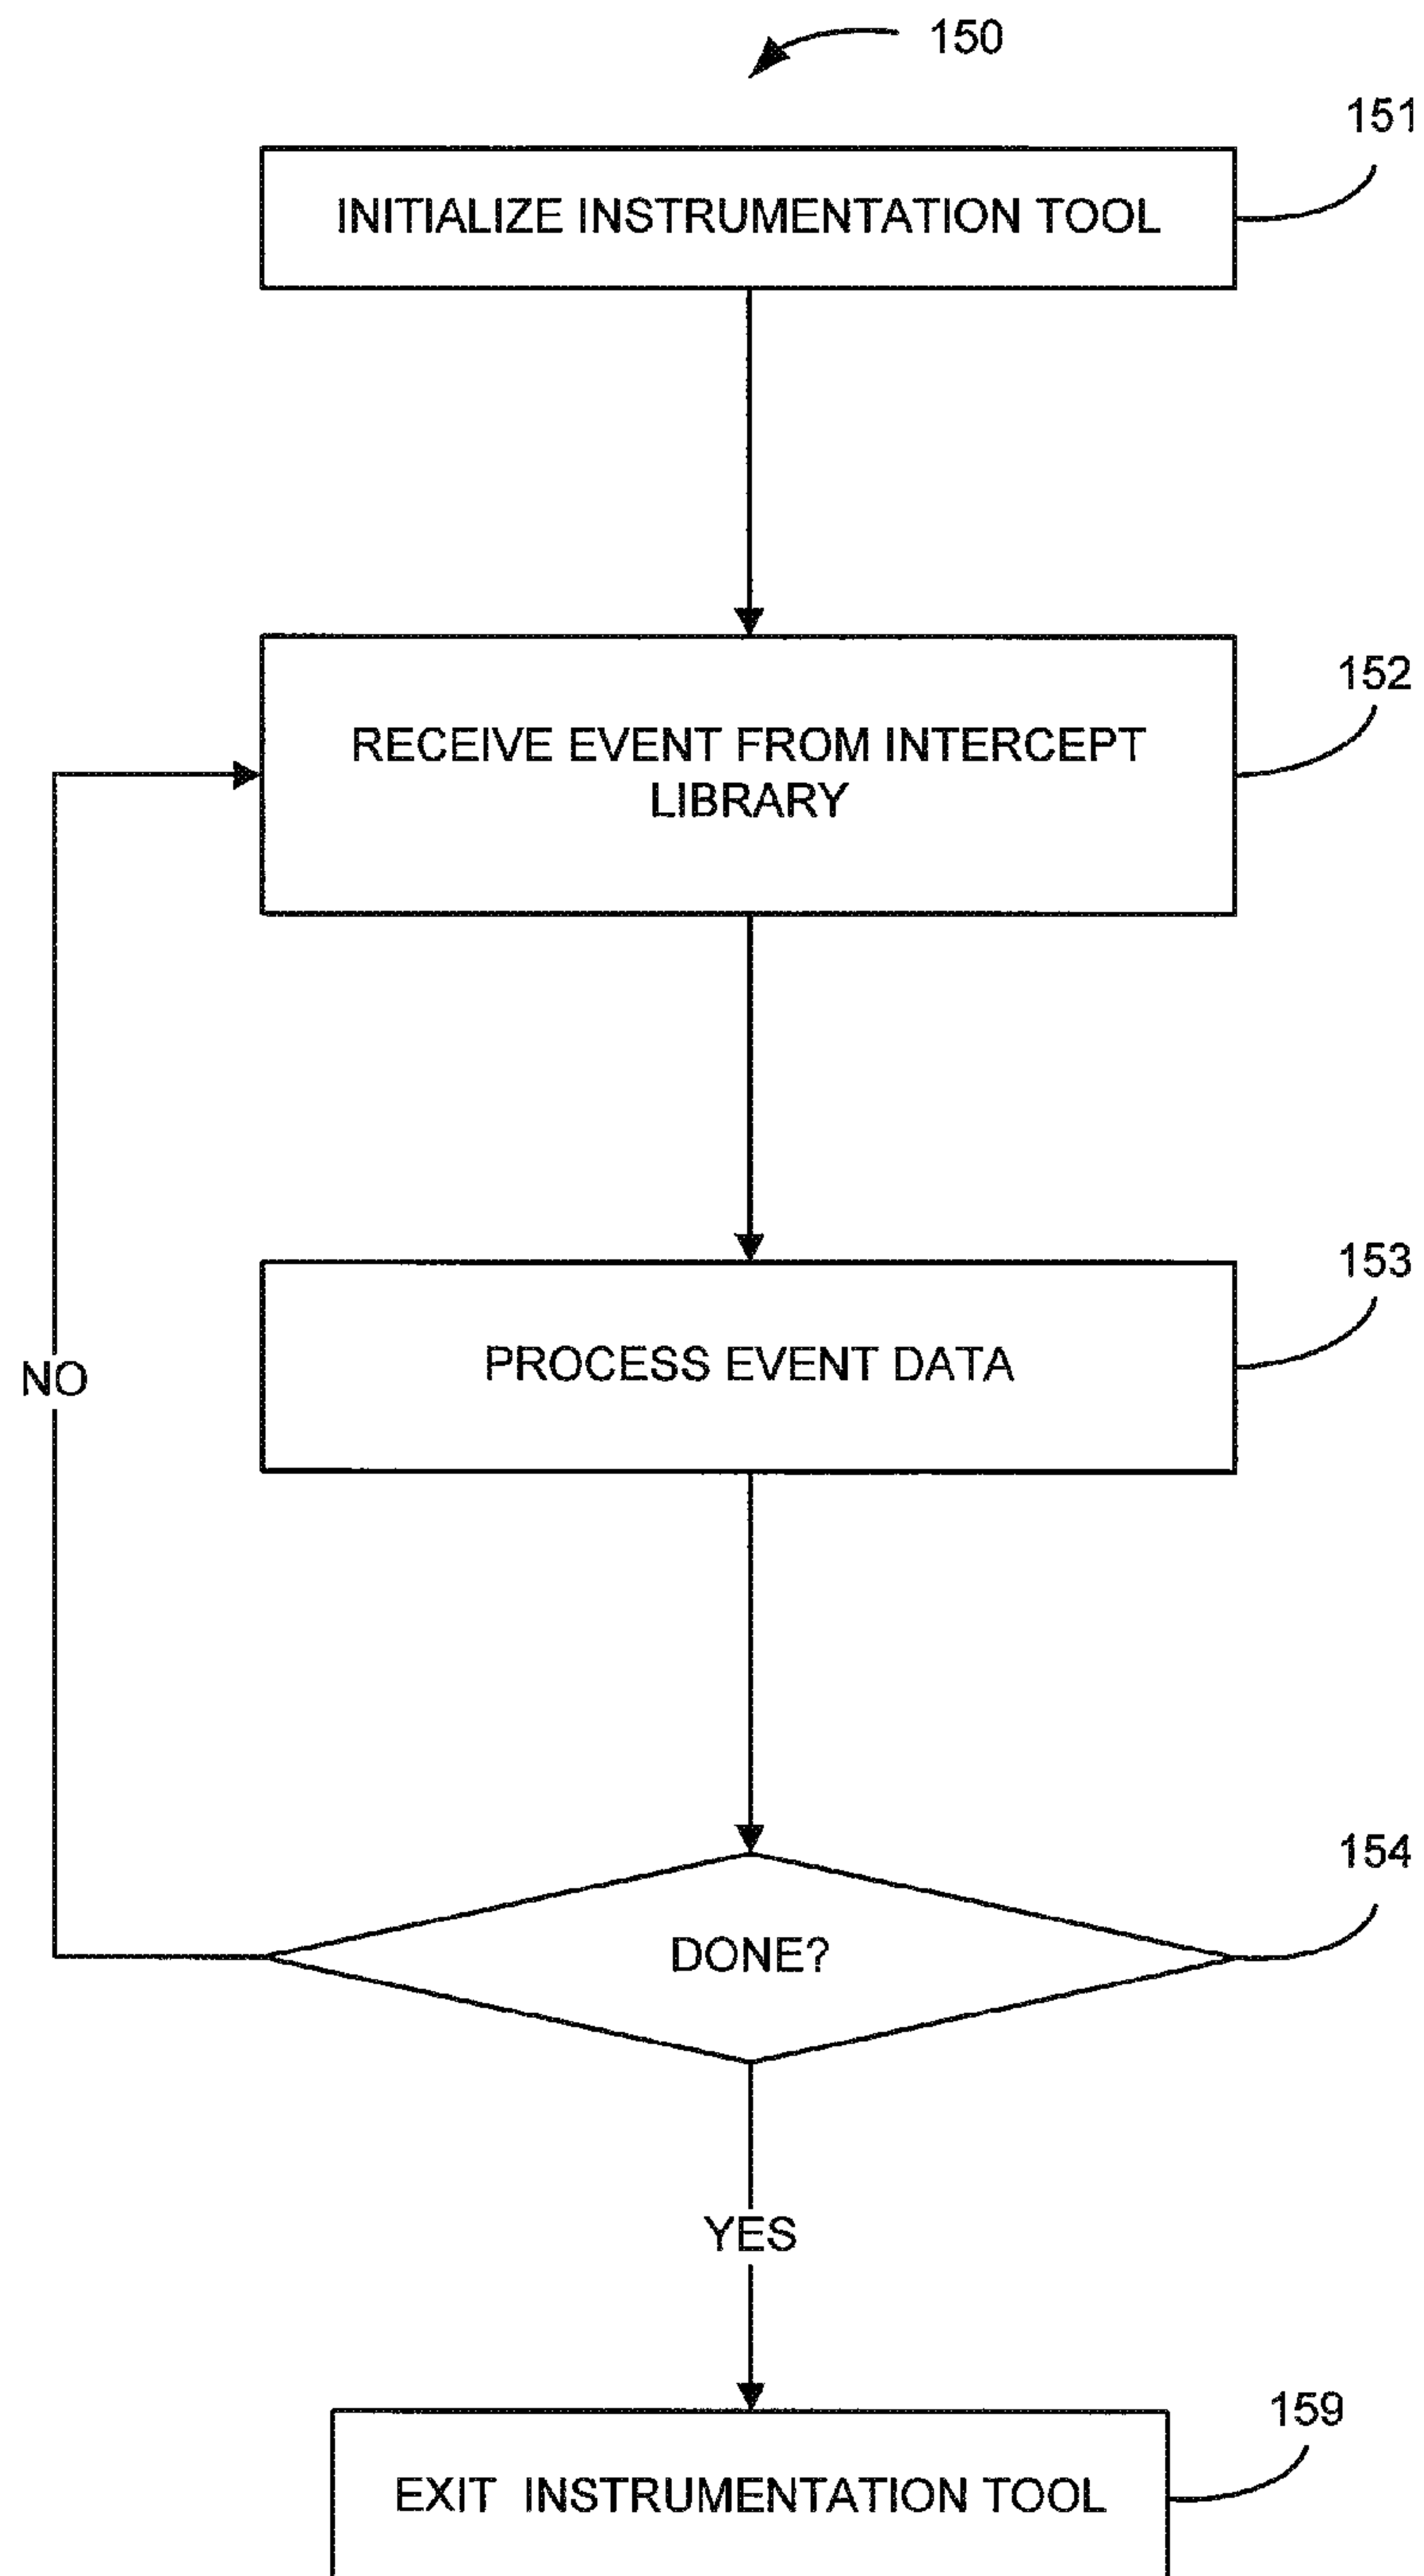 150
151
INITIALIZE INSTRUMENTATION TOOL
152
RECEIVE EVENT FROM INTERCEPT
LIBRARY
153
PROCESS EVENT DATA
NO
154
DONE?
YES
159
EXIT INSTRUMENTATION TOOL